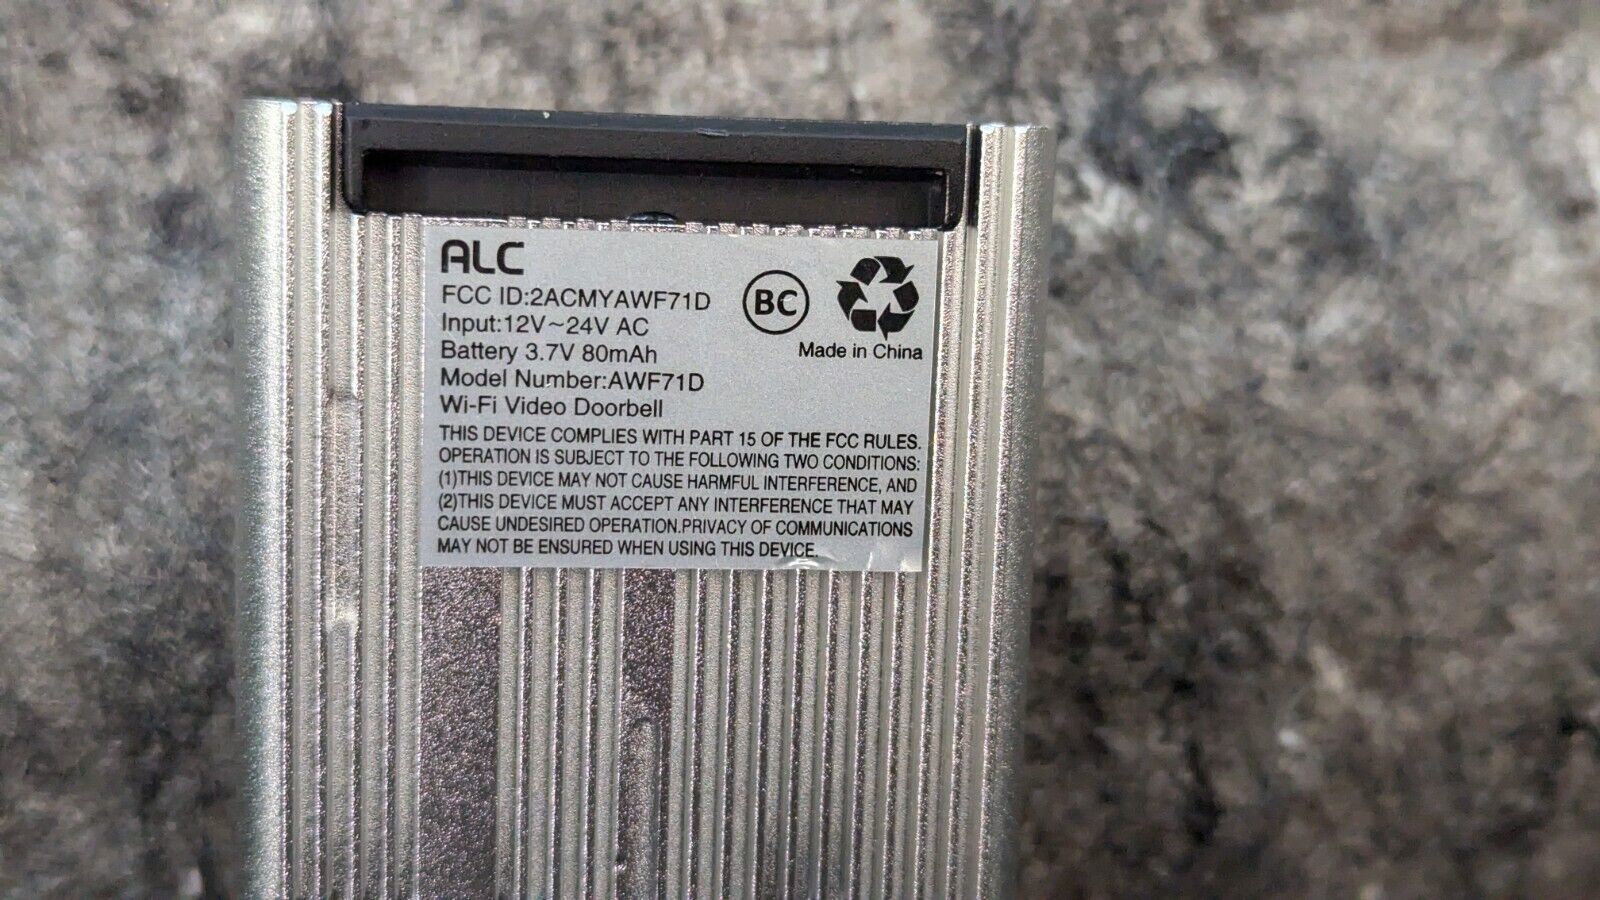 ALC
FCC ID:2ACMYAWF71D
Input:12V~24V AC
Battery 3.7V 80mAh
Model Number:AWF71D
Wi-Fi Video Doorbell
BC
Made in China
THIS DEVICE COMPLIES WITH PART 15 OF THE FCC RULES.
OPERATION IS SUBJECT TO THE FOLLOWING TWO CONDITIONS:
(1)THIS DEVICE MAY NOT CAUSE HARMFUL INTERFERENCE, AND
(2)THIS DEVICE MUST ACCEPT ANY INTERFERENCE THAT MAY
CAUSE UNDESIRED OPERATION.PRIVACY OF COMMUNICATIONS
MAY NOT BE ENSURED WHEN USING THIS DEVICE.